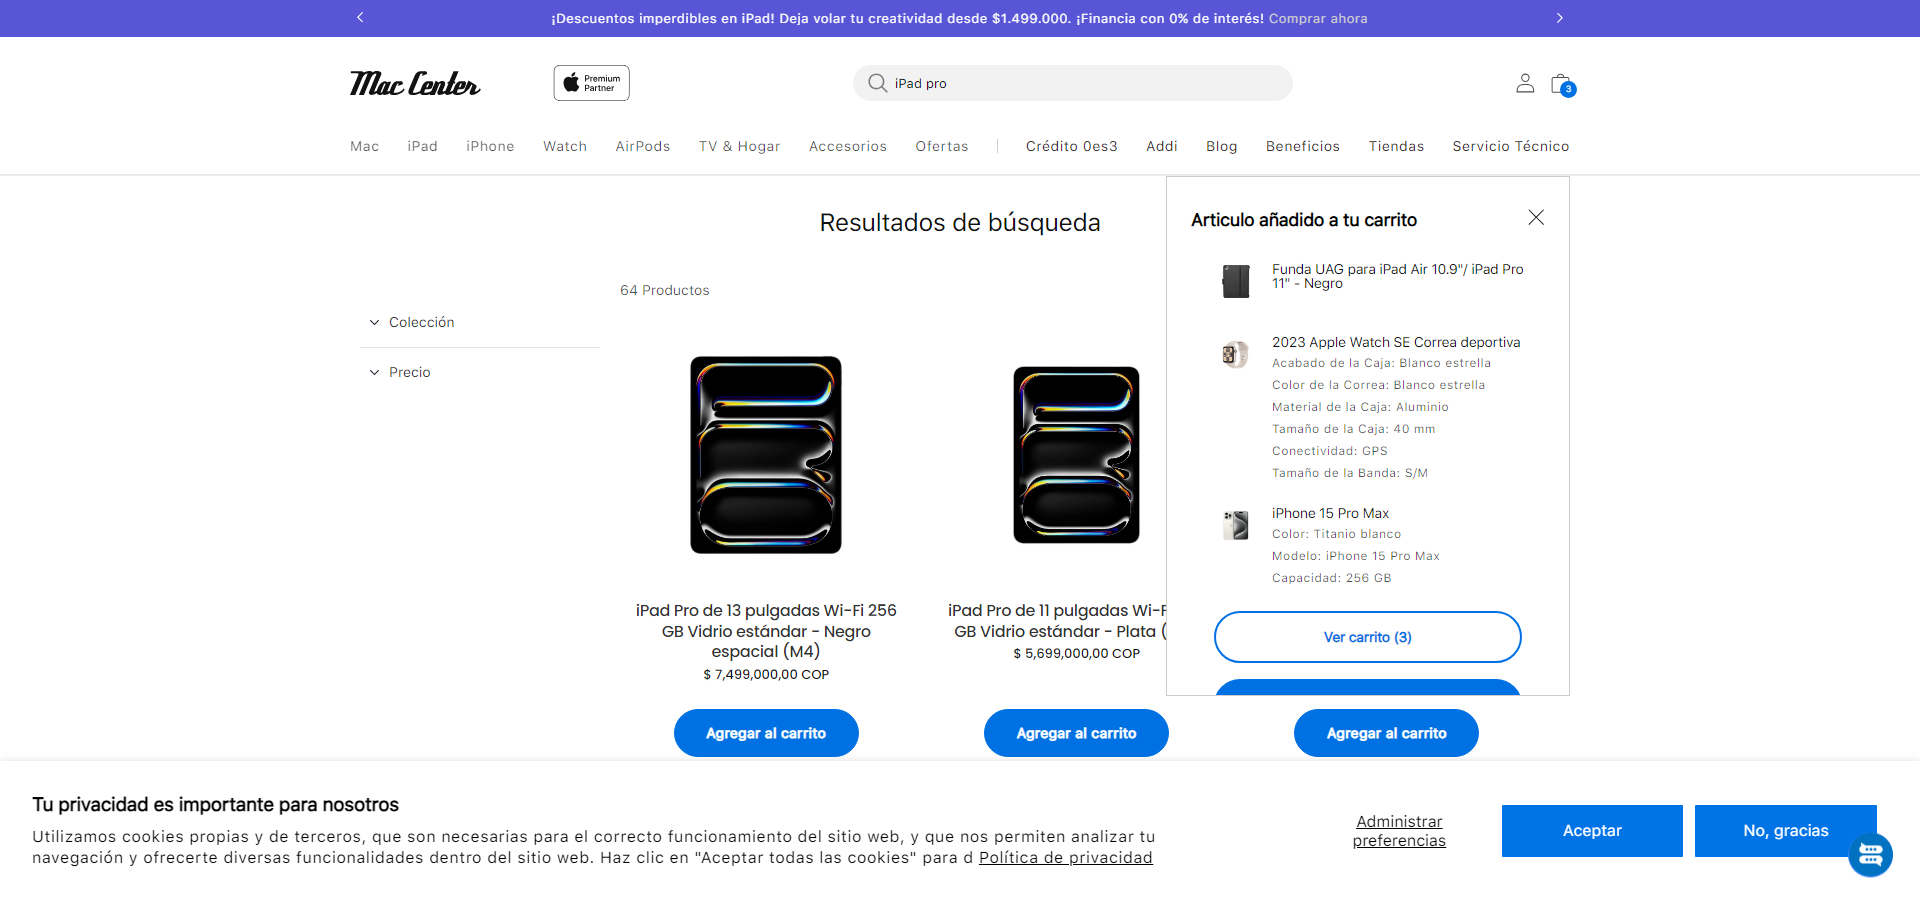 ¡Descuentos imperdibles en iPad! Deja volar tu creatividad desde $1.499.000. ¡Financia con 0% de interés! Comprar ahora
Mac Center
Premium
Partner
iPad pro
3
Mac iPad iPhone Watch AirPods TV & Hogar Accesorios Ofertas Crédito 0es3 Addi Blog Beneficios Tiendas Servicio Técnico
Resultados de búsqueda
64 Productos
Colección
Precio
iPad Pro de 13 pulgadas Wi-Fi 256
GB Vidrio estándar - Negro
espacial (M4)
$ 7,499,000,00 COP
Agregar al carrito
iPad Pro de 11 pulgadas Wi-F
GB Vidrio estándar - Plata (
$ 5,699,000,00 COP
Agregar al carrito
Agregar al carrito
Articulo añadido a tu carrito
Funda UAG para iPad Air 10.9"/ iPad Pro
11" - Negro
2023 Apple Watch SE Correa deportiva
Acabado de la Caja: Blanco estrella
Color de la Correa: Blanco estrella
Material de la Caja: Aluminio
Tamaño de la Caja: 40 mm
Conectividad: GPS
Tamaño de la Banda: S/M
iPhone 15 Pro Max
Color: Titanio blanco
Modelo: iPhone 15 Pro Max
Capacidad: 256 GB
Ver carrito (3)
Tu privacidad es importante para nosotros
Utilizamos cookies propias y de terceros, que son necesarias para el correcto funcionamiento del sitio web, y que nos permiten analizar tu
navegación y ofrecerte diversas funcionalidades dentro del sitio web. Haz clic en "Aceptar todas las cookies" para d Política de privacidad
Administrar
preferencias
Aceptar
No, gracias